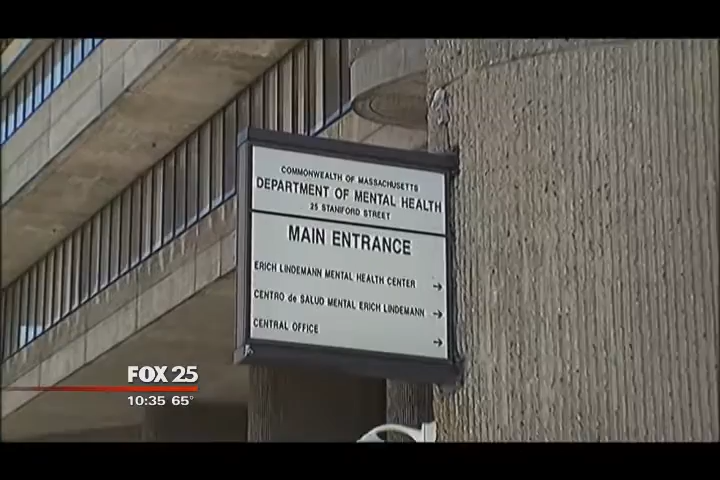 COMMONWEALTH OF MASSACHUSETTS
DEPARTMENT OF MENTAL HEALTH
25 STANIFORD STREET
MAIN ENTRANCE
ERICH LINDEMANN MENTAL HEALTH CENTER →
CENTRO de SALUD MENTAL ERICH LINDEMANN →
CENTRAL OFFICE →
FOX 25
10:35 65°